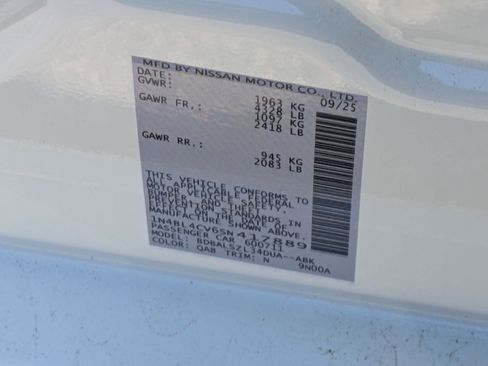 MFD BY NISSAN MOTOR CO., LTD.
DATE: 09/25
GVWR: 1963 KG
4328 LB
GAWR FR.: 1097 KG
2418 LB
GAWR RR.: 945 KG
2083 LB
THIS VEHICLE CONFORMS TO
ALL APPLICABLE FEDERAL
MOTOR VEHICLE SAFETY,
BUMPER AND THEFT
PREVENTION STANDARDS IN
EFFECT ON THE DATE OF
MANUFACTURE SHOWN ABOVE.
1N4BL4CV6SN417889
PASSENGER CAR 600711
MODEL: BDBALSZL34DUA--ABK
COLOR: QAB TRIM: N 9N00A